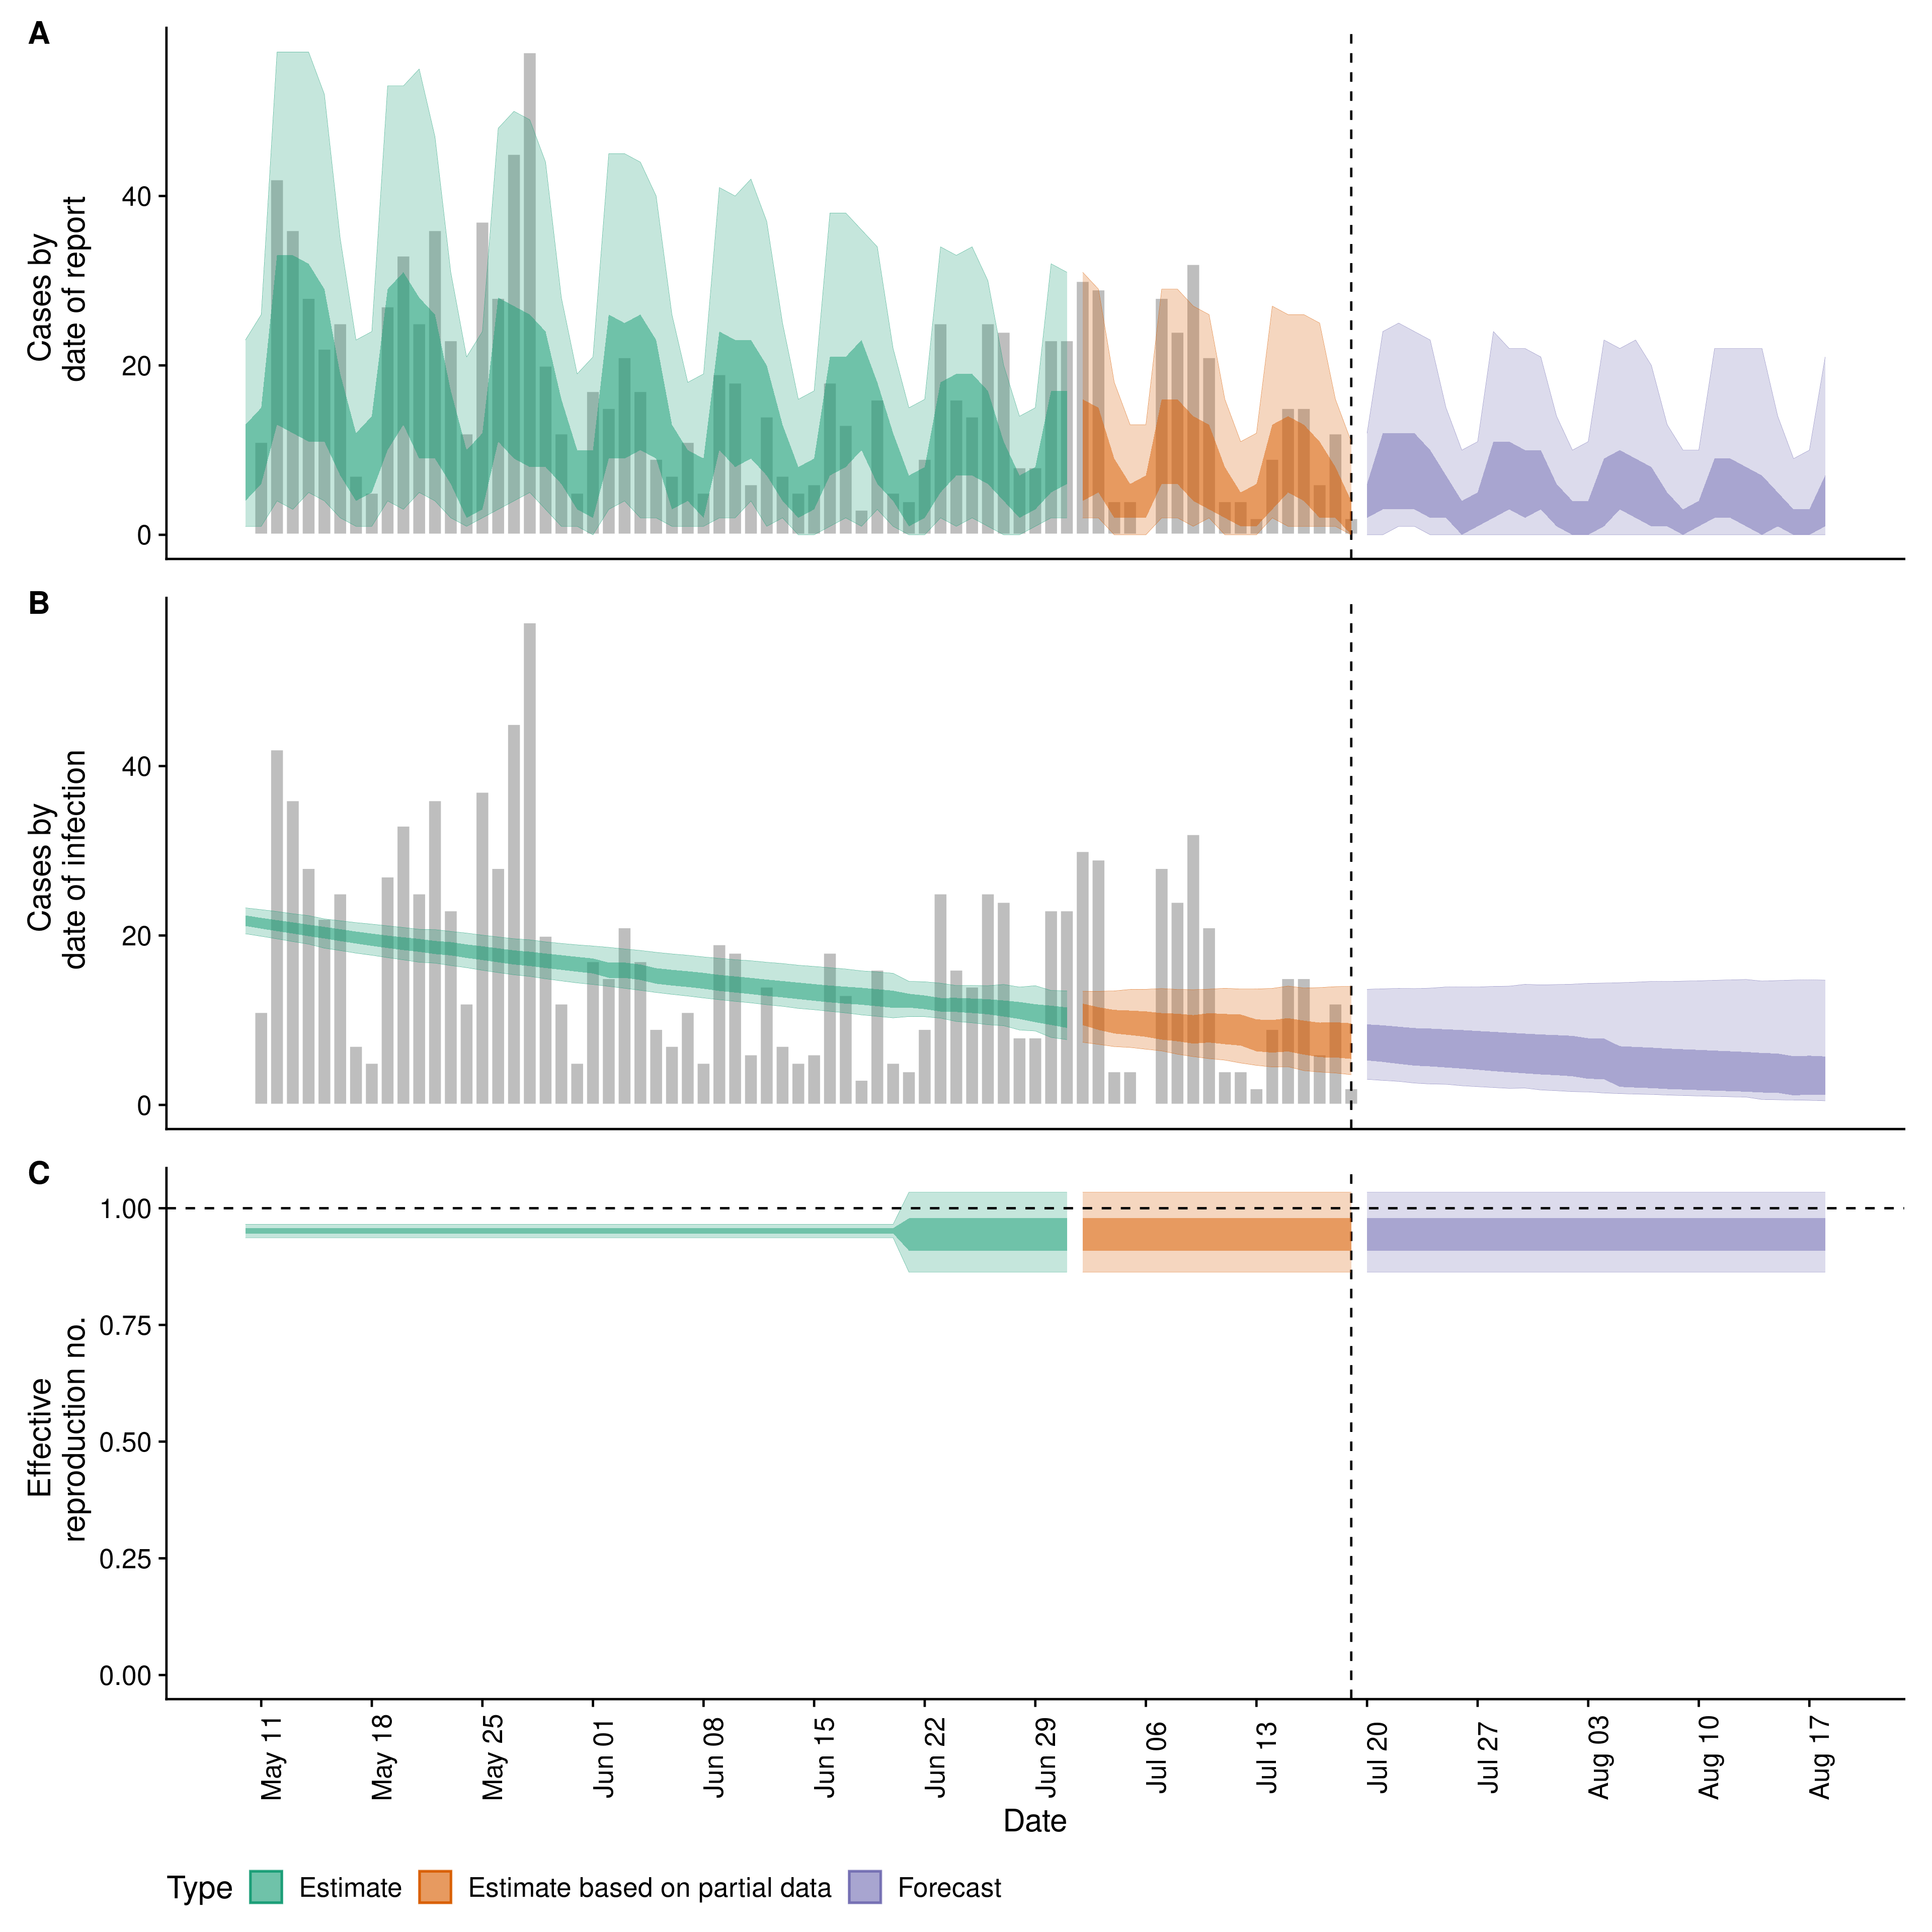 A
Cases by
date of report
40
20
0
B
Cases by
date of infection
40
20
0
C
Effective
reproduction no.
1.00
0.75
0.50
0.25
0.00
May 11
May 18
May 25
Jun 01
Jun 08
Jun 15
Jun 22
Jun 29
Jul 06
Jul 13
Jul 20
Jul 27
Aug 03
Aug 10
Aug 17
Date
Type Estimate Estimate based on partial data Forecast